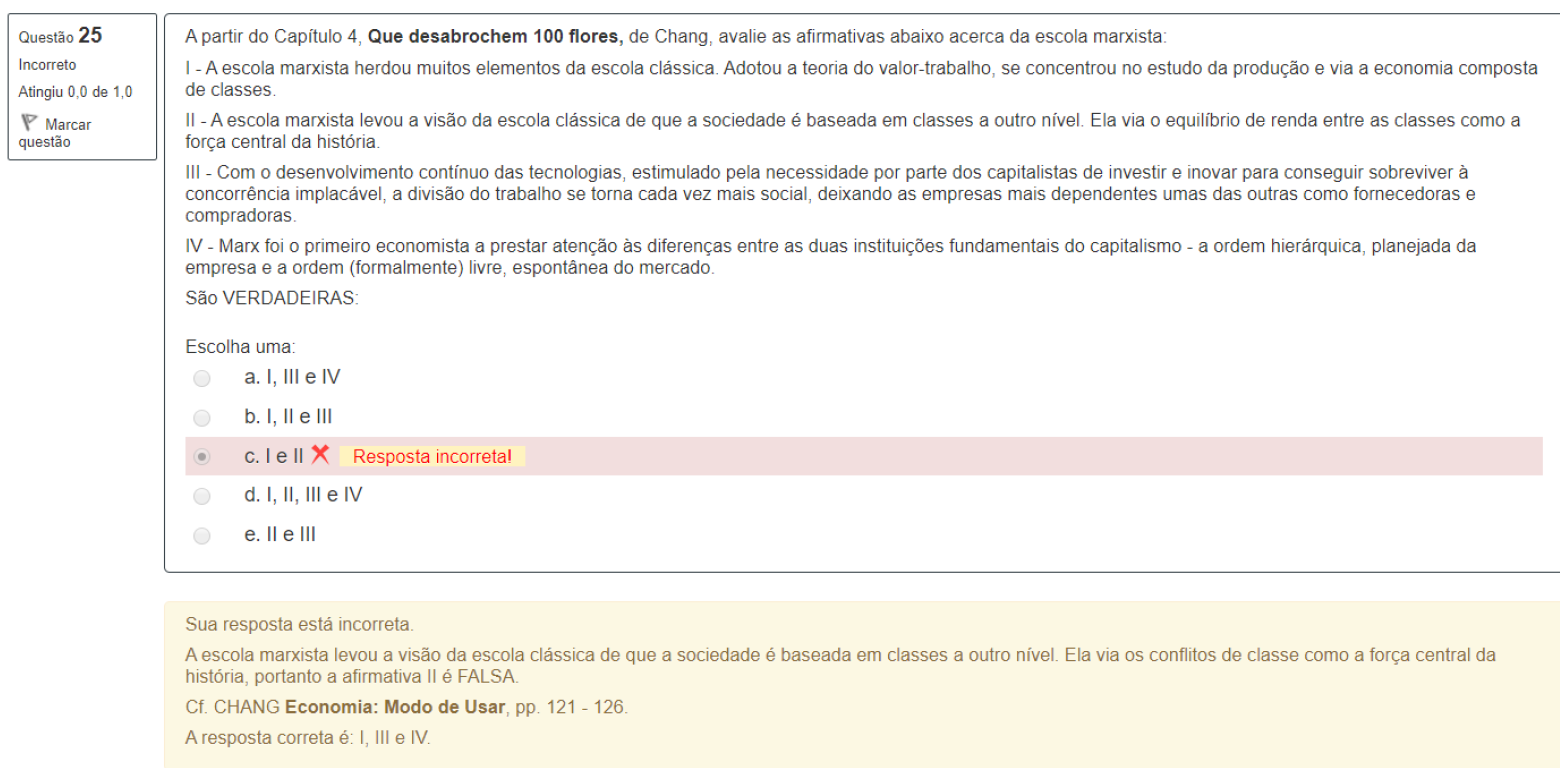 Questão 25
Incorreto
Atingiu 0,0 de 1,0
Marcar
questão
A partir do Capítulo 4, Que desabrochem 100 flores, de Chang, avalie as afirmativas abaixo acerca da escola marxista:
I - A escola marxista herdou muitos elementos da escola clássica. Adotou a teoria do valor-trabalho, se concentrou no estudo da produção e via a economia composta
de classes.
II - A escola marxista levou a visão da escola clássica de que a sociedade é baseada em classes a outro nível. Ela via o equilíbrio de renda entre as classes como a
força central da história.
III - Com o desenvolvimento contínuo das tecnologias, estimulado pela necessidade por parte dos capitalistas de investir e inovar para conseguir sobreviver à
concorrência implacável, a divisão do trabalho se torna cada vez mais social, deixando as empresas mais dependentes umas das outras como fornecedoras e
compradoras.
IV - Marx foi o primeiro economista a prestar atenção às diferenças entre as duas instituições fundamentais do capitalismo - a ordem hierárquica, planejada da
empresa e a ordem (formalmente) livre, espontânea do mercado.
São VERDADEIRAS:
Escolha uma:
a. I, III e IV
b. I, II e III
c. I e II Resposta incorreta!
d. I, II, III e IV
e. II e III
Sua resposta está incorreta.
A escola marxista levou a visão da escola clássica de que a sociedade é baseada em classes a outro nível. Ela via os conflitos de classe como a força central da
história, portanto a afirmativa II é FALSA.
Cf. CHANG Economia: Modo de Usar, pp. 121 - 126.
A resposta correta é: I, III e IV.